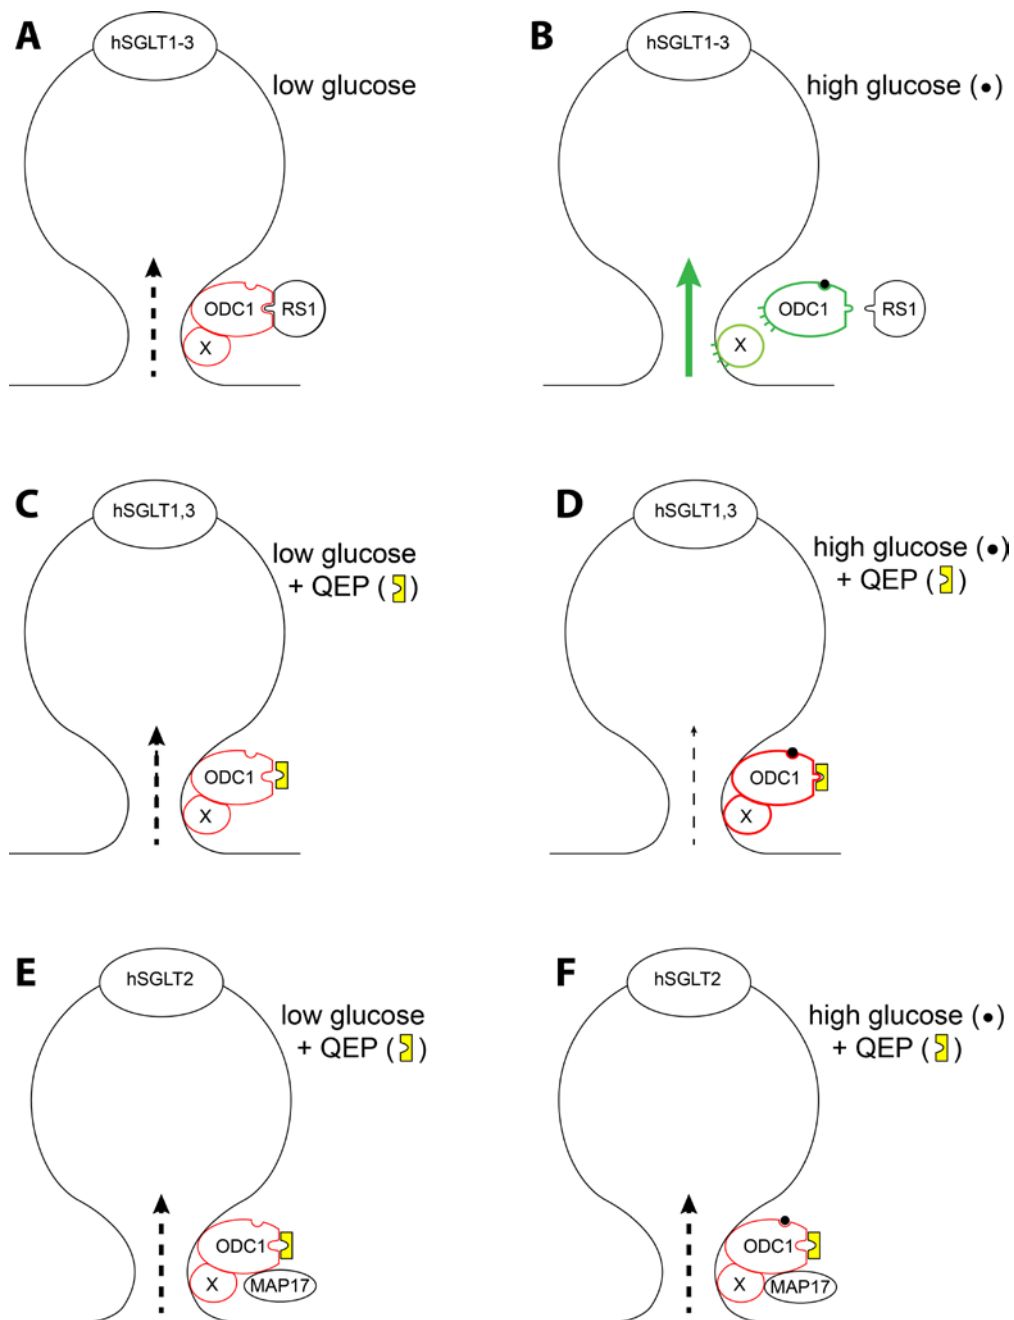 A
hSGLT1-3
low glucose
ODC1
RS1
X
B
hSGLT1-3
high glucose (•)
ODC1
RS1
X
C
hSGLT1,3
low glucose
+ QEP ( )
ODC1
X
D
hSGLT1,3
high glucose (•)
+ QEP ( )
ODC1
X
E
hSGLT2
low glucose
+ QEP ( )
ODC1
X
MAP17
F
hSGLT2
high glucose (•)
+ QEP ( )
ODC1
X
MAP17